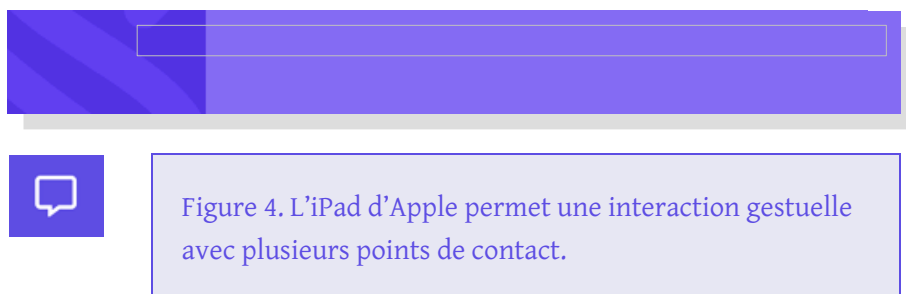 Figure 4. L’iPad d’Apple permet une interaction gestuelle
avec plusieurs points de contact.